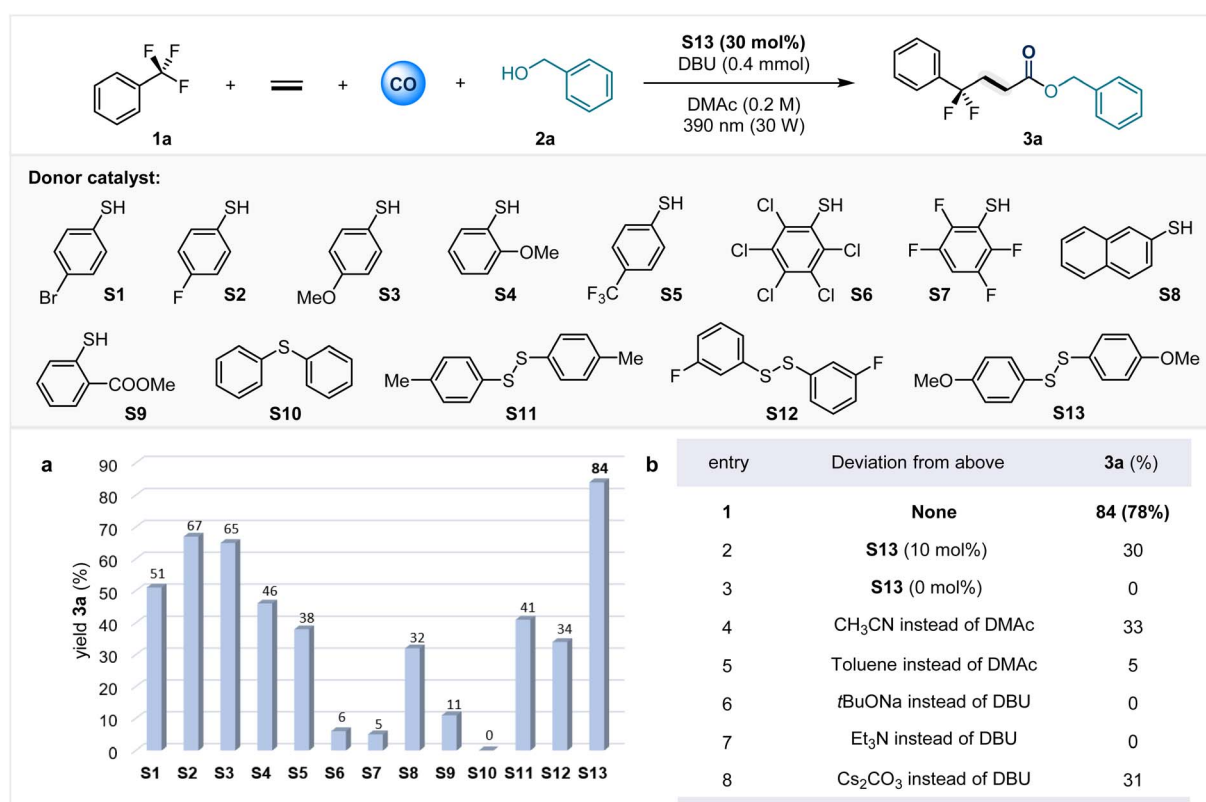 F F F
1a
+
+
CO
+
HO
2a
S13 (30 mol%)
DBU (0.4 mmol)
DMAc (0.2 M)
390 nm (30 W)
O
O
F F
3a
Donor catalyst:
SH
Br
S1
SH
F
S2
SH
MeO
S3
SH
OMe
S4
SH
F3C
S5
Cl SH
Cl Cl
Cl Cl
S6
F SH
F F
F
S7
SH
S8
SH
COOMe
S9
S
S10
Me S S Me
S11
F S S F
S12
MeO S S OMe
S13
a
yield 3a (%)
90
80
70
60
50
40
30
20
10
0
51
67
65
46
38
6
5
32
11
0
41
34
84
S1 S2 S3 S4 S5 S6 S7 S8 S9 S10 S11 S12 S13
b
entry Deviation from above 3a (%)
1 None 84 (78%)
2 S13 (10 mol%) 30
3 S13 (0 mol%) 0
4 CH3CN instead of DMAc 33
5 Toluene instead of DMAc 5
6 tBuONa instead of DBU 0
7 Et3N instead of DBU 0
8 Cs2CO3 instead of DBU 31